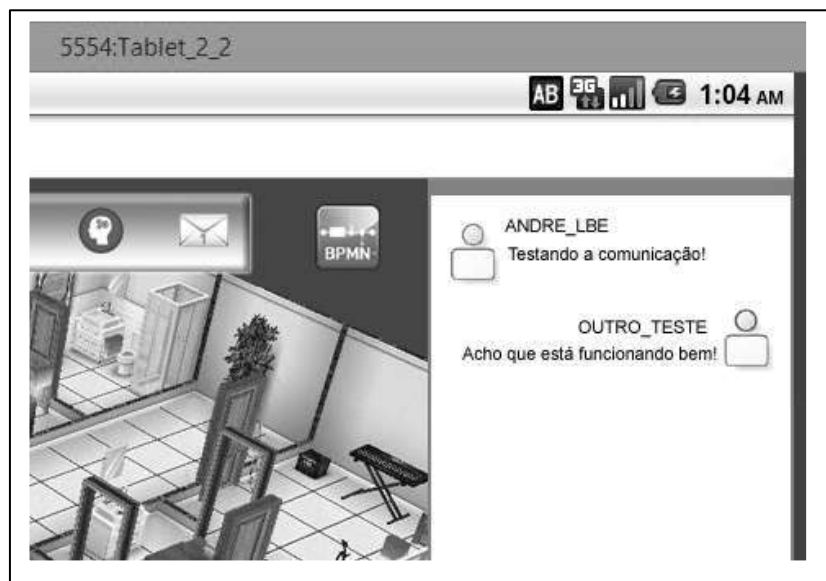 5554:Tablet_2_2
AB 3G 1:04 AM
BPMN
ANDRE_LBE
Testando a comunicação!
OUTRO_TESTE
Acho que está funcionando bem!